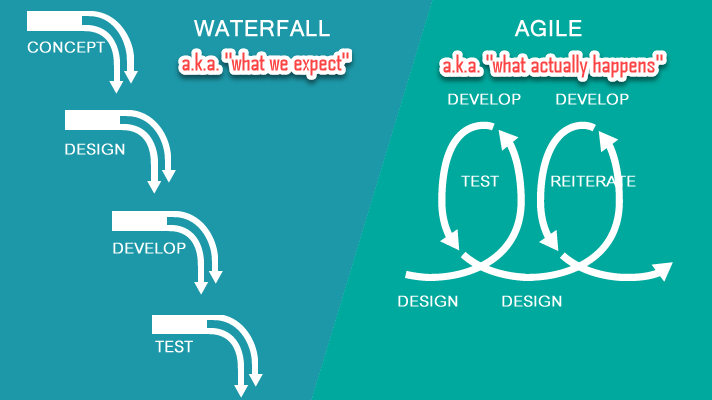 WATERFALL
a.k.a. "what we expect"
CONCEPT
DESIGN
DEVELOP
TEST
AGILE
a.k.a. "what actually happens"
DEVELOP DEVELOP
TEST REITERATE
DESIGN DESIGN